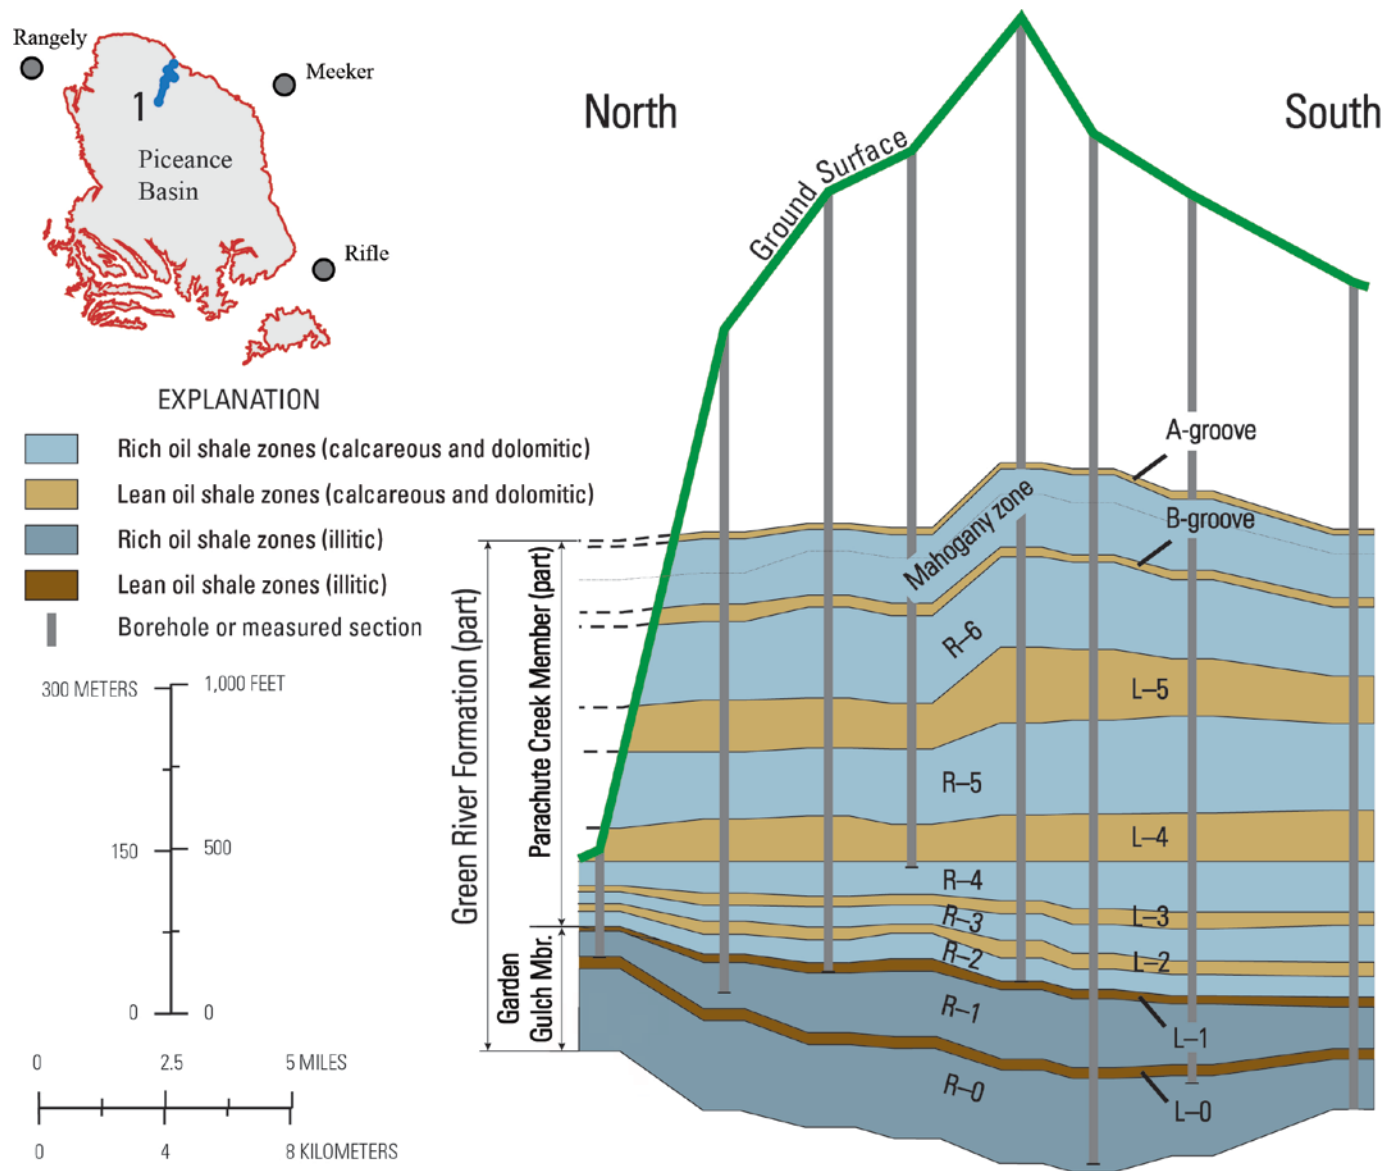 Rangely
Meeker
1
Piceance
Basin
Rifle
North
South
Ground Surface
EXPLANATION
Rich oil shale zones (calcareous and dolomitic)
Lean oil shale zones (calcareous and dolomitic)
Rich oil shale zones (illitic)
Lean oil shale zones (illitic)
Borehole or measured section
300 METERS
1,000 FEET
150
500
0
0
0
2.5
5 MILES
0
4
8 KILOMETERS
Green River Formation (part)
Parachute Creek Member (part)
Garden
Gulch Mbr.
A-groove
Mahogany zone
B-groove
R–6
L–5
R–5
L–4
R–4
R–3
L–3
R–2
L–2
R–1
L–1
R–0
L–0